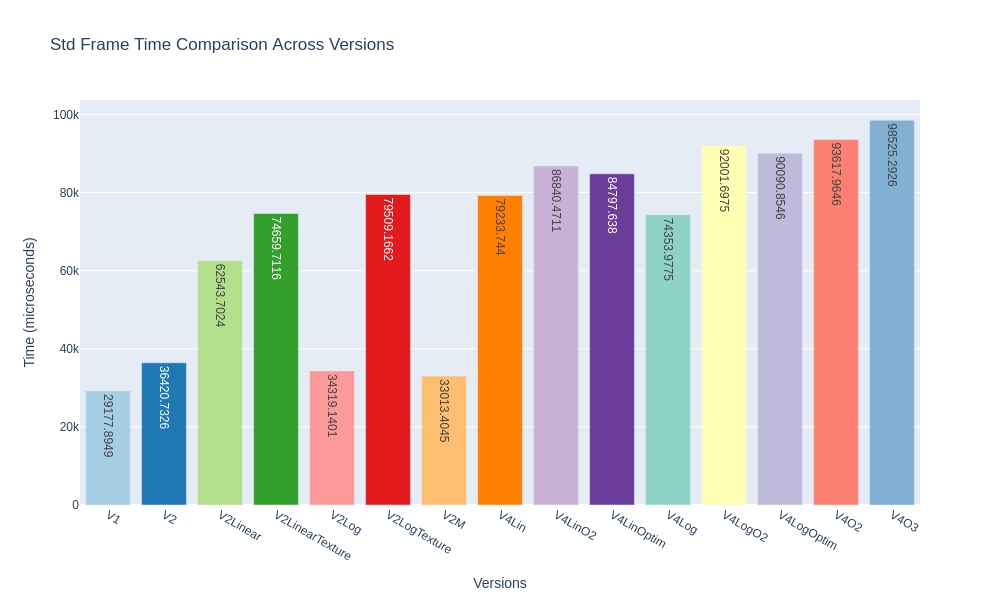 Std Frame Time Comparison Across Versions
Time (microseconds)
100k
80k
60k
40k
20k
0
29177.8949
36420.7326
62543.7024
74659.7116
34319.1401
79509.1662
33013.4045
79233.744
86840.4711
84797.638
74353.9775
92001.6975
90090.8546
93617.9646
98525.2926
V1
V2
V2Linear
V2LinearTexture
V2Log
V2LogTexture
V2M
V4Lin
V4LinO2
V4LinOptim
V4Log
V4LogO2
V4LogOptim
V4O2
V4O3
Versions